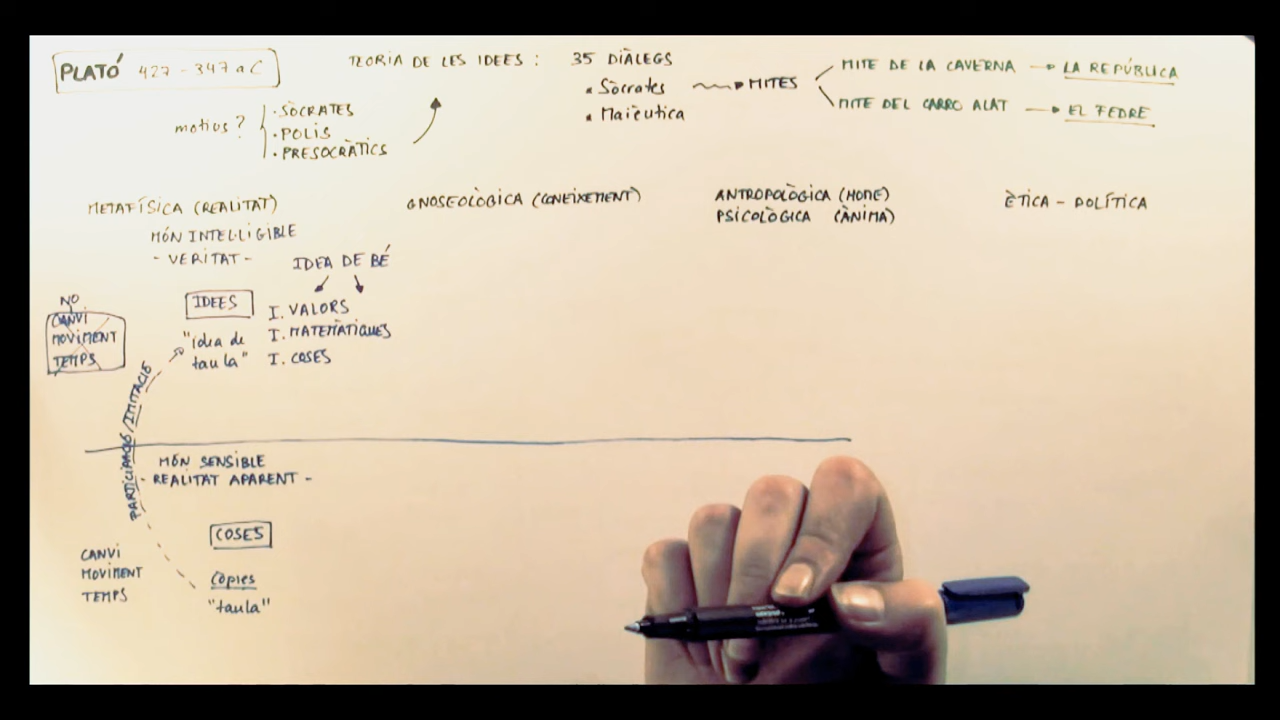 PLATÓ 427 - 347 a C
TEORIA DE LES IDEES :
35 DIÀLEGS
• Sòcrates
• Maièutica
MITES
MITE DE LA CAVERNA
LA REPÚBLICA
MITE DEL CARRO ALAT
EL FEDRE
motius?
· SÒCRATES
· POLIS
· PRESOCRÀTICS
METAFÍSICA (REALITAT)
GNOSEOLÒGICA (CONEIXEMENT)
ANTROPOLÒGICA (HOME)
PSICOLÒGICA (ÀNIMA)
ÈTICA - POLÍTICA
MÓN INTEL·LIGIBLE
- VERITAT -
IDEA DE BÉ
IDEES
I. VALORS
I. MATEMÀTIQUES
I. COSES
"idea de
taula"
NO
CANVI
MOVIMENT
TEMPS
PARTICIPACIÓ/IMITACIÓ
MÓN SENSIBLE
- REALITAT APARENT -
COSES
Còpies
"taula"
CANVI
MOVIMENT
TEMPS